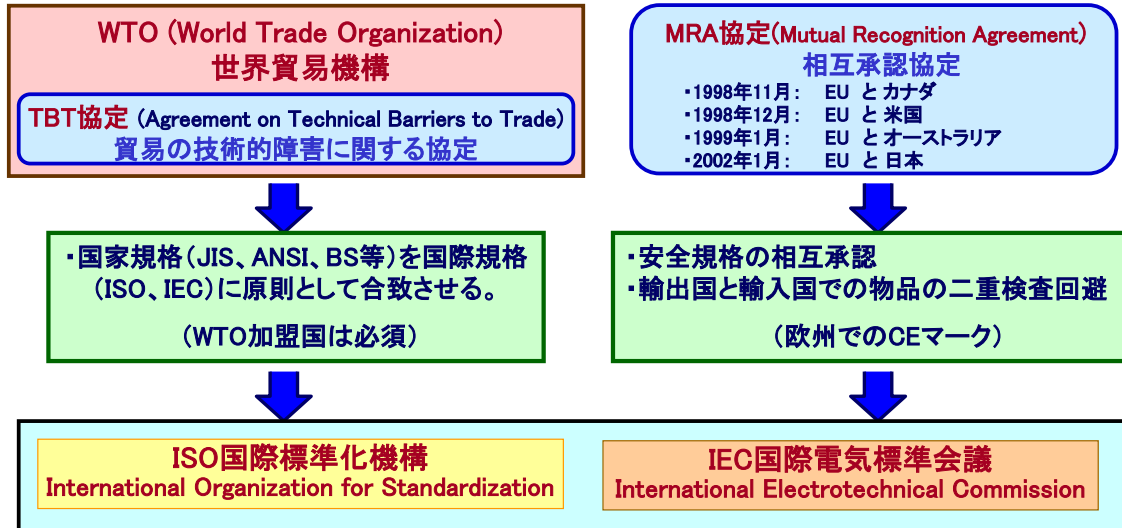 WTO (World Trade Organization)
世界貿易機構
TBT協定 (Agreement on Technical Barriers to Trade)
貿易の技術的障害に関する協定
MRA協定(Mutual Recognition Agreement)
相互承認協定
・1998年11月： EU と カナダ
・1998年12月： EU と 米国
・1999年1月： EU と オーストラリア
・2002年1月： EU と 日本
・国家規格（JIS、ANSI、BS等）を国際規格
（ISO、IEC）に原則として合致させる。
（WTO加盟国は必須）
・安全規格の相互承認
・輸出国と輸入国での物品の二重検査回避
（欧州でのCEマーク）
ISO国際標準化機構
International Organization for Standardization
IEC国際電気標準会議
International Electrotechnical Commission